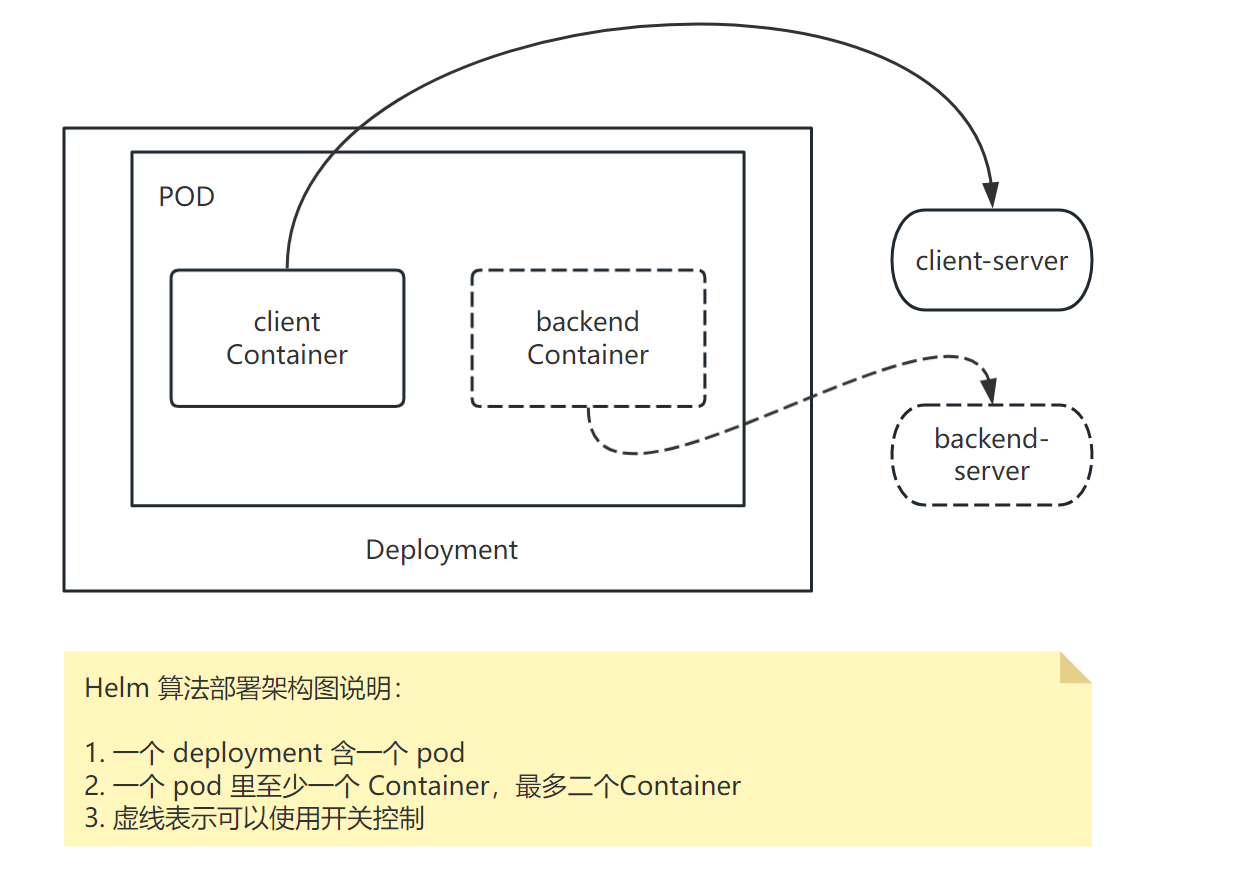 POD
client
Container
backend
Container
client-server
backend-
server
Deployment
Helm 算法部署架构图说明：
1. 一个 deployment 含一个 pod
2. 一个 pod 里至少一个 Container，最多二个Container
3. 虚线表示可以使用开关控制